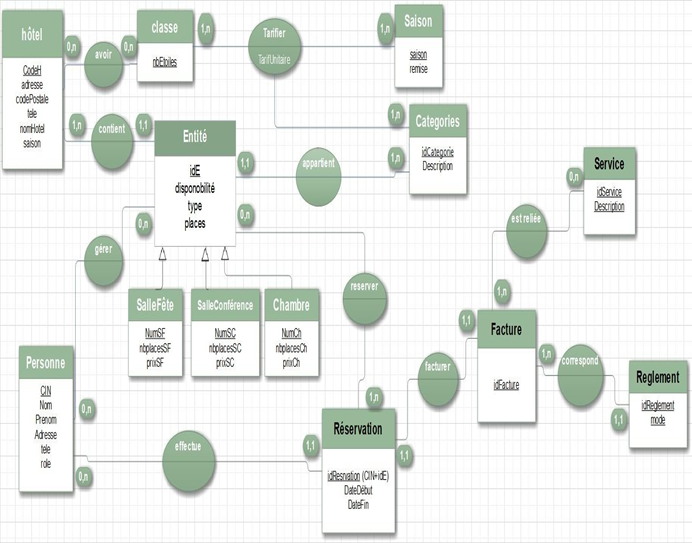 hôtel
CodeH
adresse
codePostale
tele
nomHotel
saison
0,n
avoir
0,n
classe
nbEtoiles
1,n
Tarifier
TarifUnitaire
1,n
Saison
saison
remise
1,n
contient
1,1
Entité
idE
disponobilité
type
places
1,1
appartient
1,n
1,n
Categories
idCategorie
Description
Service
idService
Description
0,n
est reliée
1,n
0,n
gérer
0,n
0,n
reserver
1,n
SalleFête
NumSF
nbplacesSF
prixSF
SalleConférence
NumSC
nbplacesSC
prixSC
Chambre
NumCh
nbplacesCh
prixCh
Personne
CIN
Nom
Prenom
Adresse
tele
role
0,n
effectue
1,1
Réservation
idResrvation (CIN+idE)
DateDébut
DateFin
1,1
facturer
1,1
Facture
idFacture
1,n
correspond
1,1
Reglement
idReglement
mode